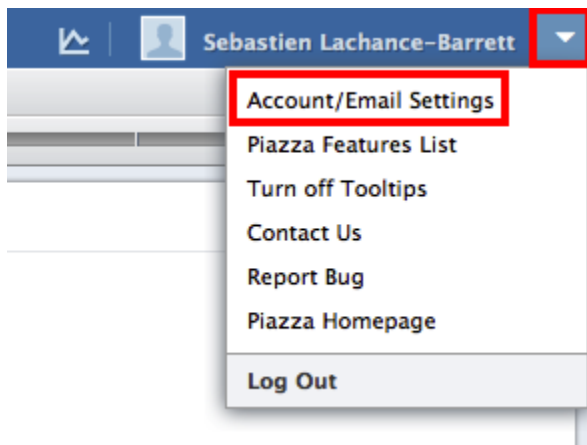 Sebastien Lachance-Barrett
Account/Email Settings
Piazza Features List
Turn off Tooltips
Contact Us
Report Bug
Piazza Homepage
Log Out